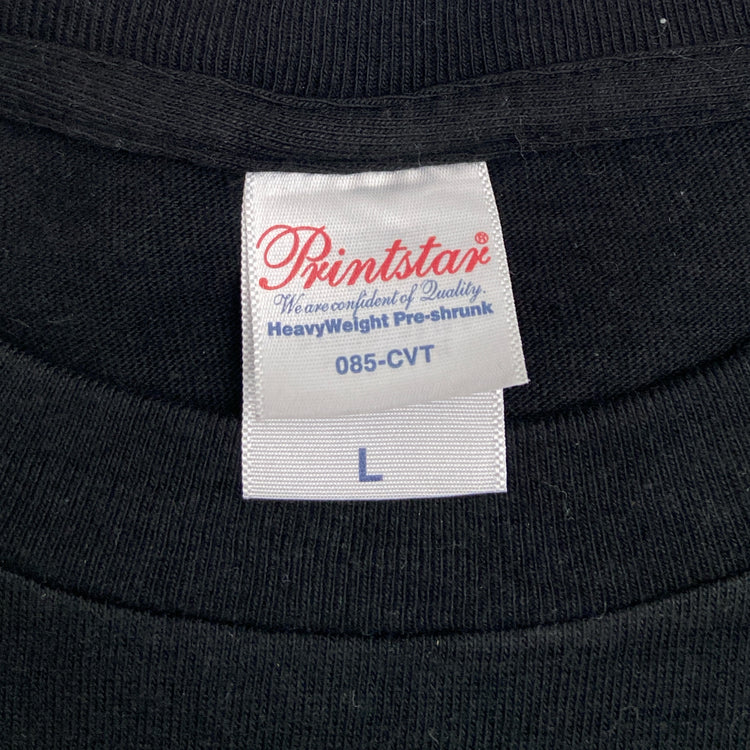 Printstar®
We are confident of Quality.
HeavyWeight Pre-shrunk
085-CVT
L